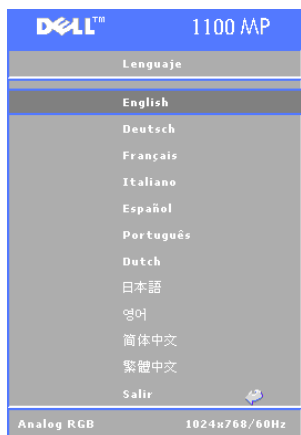 DELL™ 1100 MP
Lenguaje
English
Deutsch
Français
Italiano
Español
Português
Dutch
日本語
영어
简体中文
繁體中文
Salir
Analog RGB 1024x768/60Hz